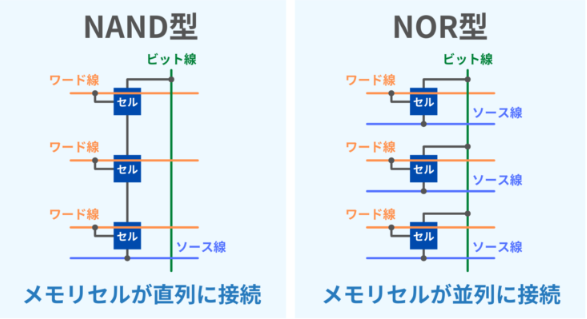 NAND型
ビット線
ワード線
セル
ワード線
セル
ワード線
セル
ソース線
メモリセルが直列に接続
NOR型
ビット線
ワード線
セル
ソース線
ワード線
セル
ソース線
ワード線
セル
ソース線
メモリセルが並列に接続